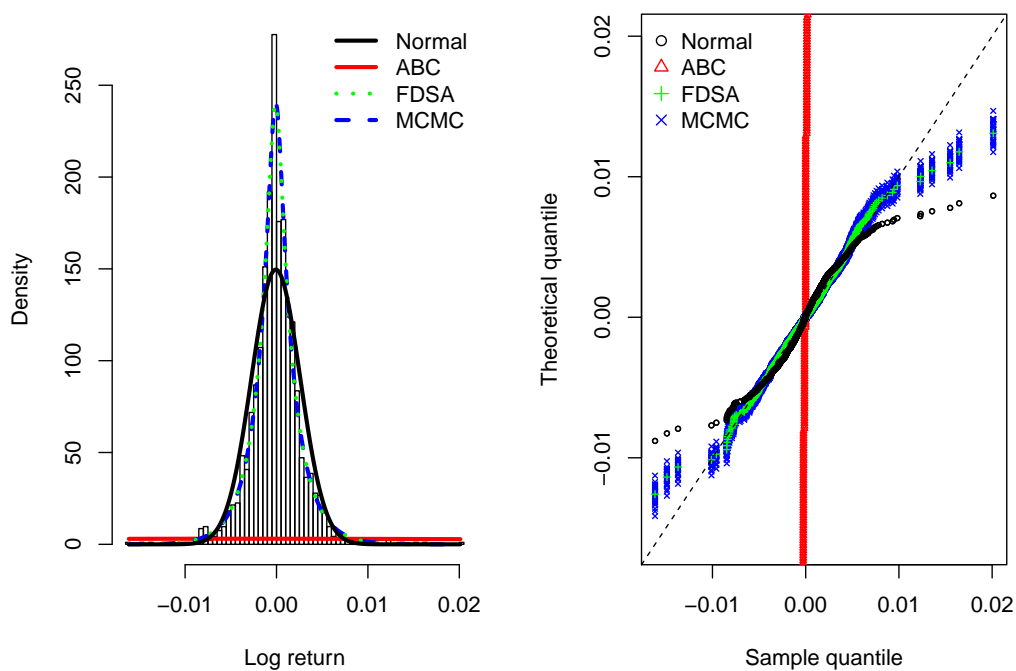 Normal
ABC
FDSA
MCMC
250
200
150
100
50
0
Density
−0.01
0.00
0.01
0.02
Log return
Normal
ABC
FDSA
MCMC
0.02
0.01
0.00
−0.01
Theoretical quantile
−0.01
0.00
0.01
0.02
Sample quantile